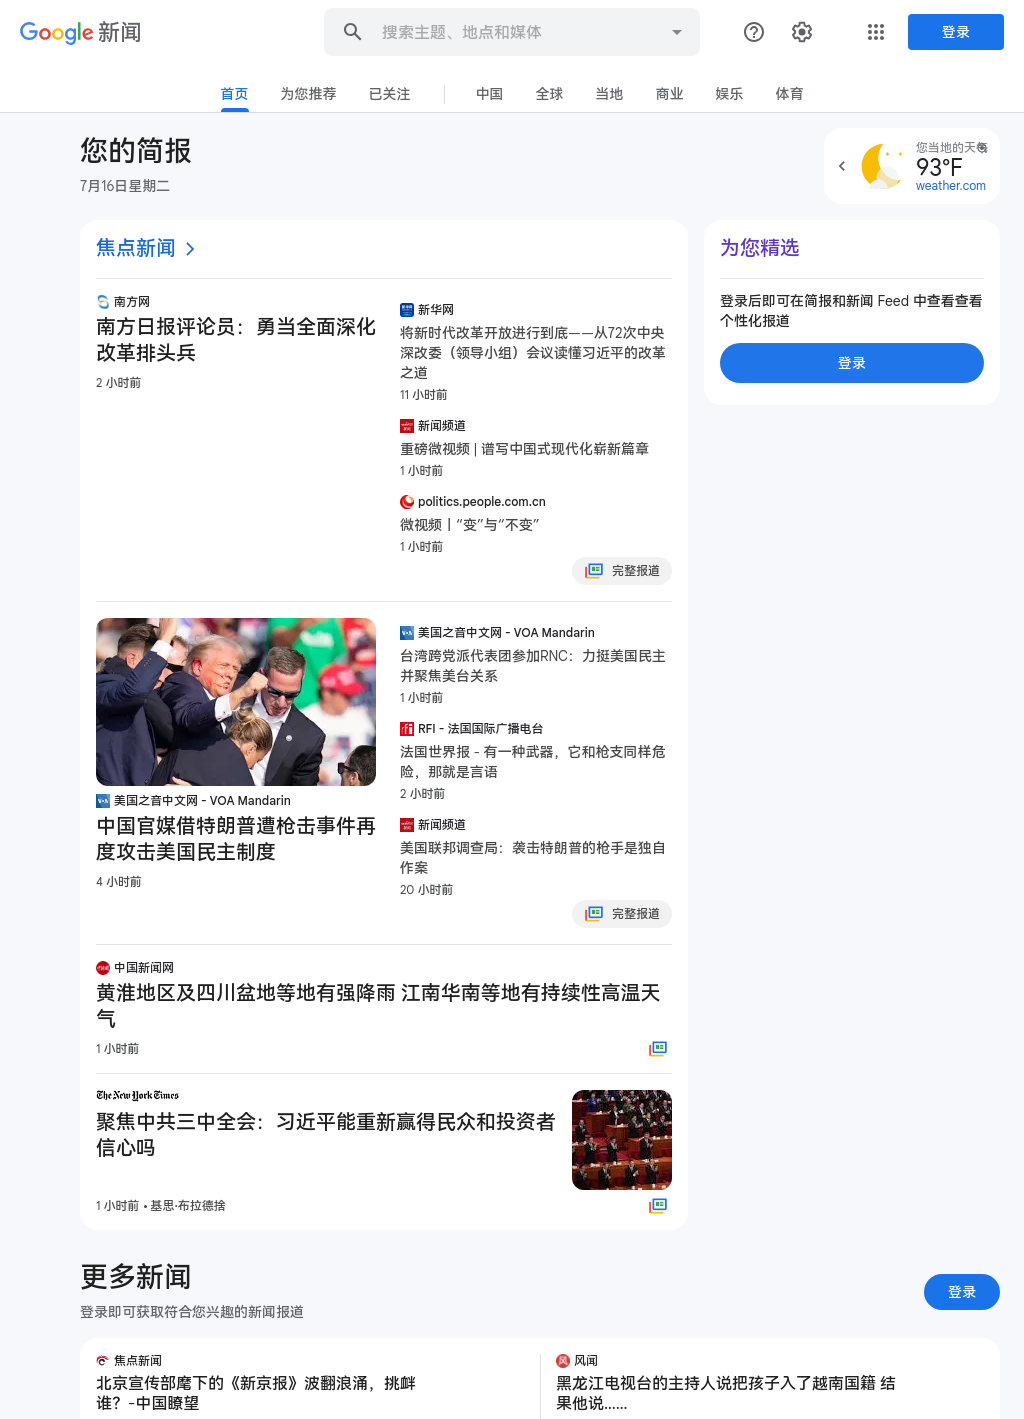 Google 新闻
搜索主题、地点和媒体
登录
首页
为您推荐
已关注
中国
全球
当地
商业
娱乐
体育
您的简报
7月16日星期二
您当地的天气
93°F
weather.com
焦点新闻
南方网
南方日报评论员：勇当全面深化
改革排头兵
2 小时前
新华网
将新时代改革开放进行到底——从72次中央
深改委（领导小组）会议读懂习近平的改革
之道
11 小时前
新闻频道
重磅微视频 | 谱写中国式现代化崭新篇章
1 小时前
politics.people.com.cn
微视频丨“变”与“不变”
1 小时前
完整报道
为您精选
登录后即可在简报和新闻 Feed 中查看查看
个性化报道
登录
美国之音中文网 - VOA Mandarin
中国官媒借特朗普遭枪击事件再
度攻击美国民主制度
4 小时前
美国之音中文网 - VOA Mandarin
台湾跨党派代表团参加RNC：力挺美国民主
并聚焦美台关系
1 小时前
RFI - 法国国际广播电台
法国世界报 - 有一种武器，它和枪支同样危
险，那就是言语
2 小时前
新闻频道
美国联邦调查局：袭击特朗普的枪手是独自
作案
20 小时前
完整报道
中国新闻网
黄淮地区及四川盆地等地有强降雨 江南华南等地有持续性高温天
气
1 小时前
The New York Times
聚焦中共三中全会：习近平能重新赢得民众和投资者
信心吗
1 小时前 • 基思·布拉德捨
更多新闻
登录即可获取符合您兴趣的新闻报道
登录
焦点新闻
北京宣传部麾下的《新京报》波翻浪涌，挑衅
谁？-中国瞭望
风闻
黑龙江电视台的主持人说把孩子入了越南国籍 结
果他说……